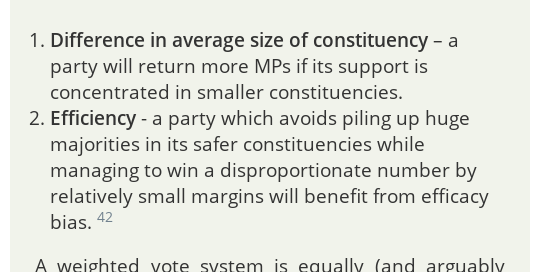 1. Difference in average size of constituency – a
party will return more MPs if its support is
concentrated in smaller constituencies.
2. Efficiency - a party which avoids piling up huge
majorities in its safer constituencies while
managing to win a disproportionate number by
relatively small margins will benefit from efficacy
bias. 42
A weighted vote system is equally (and arguably